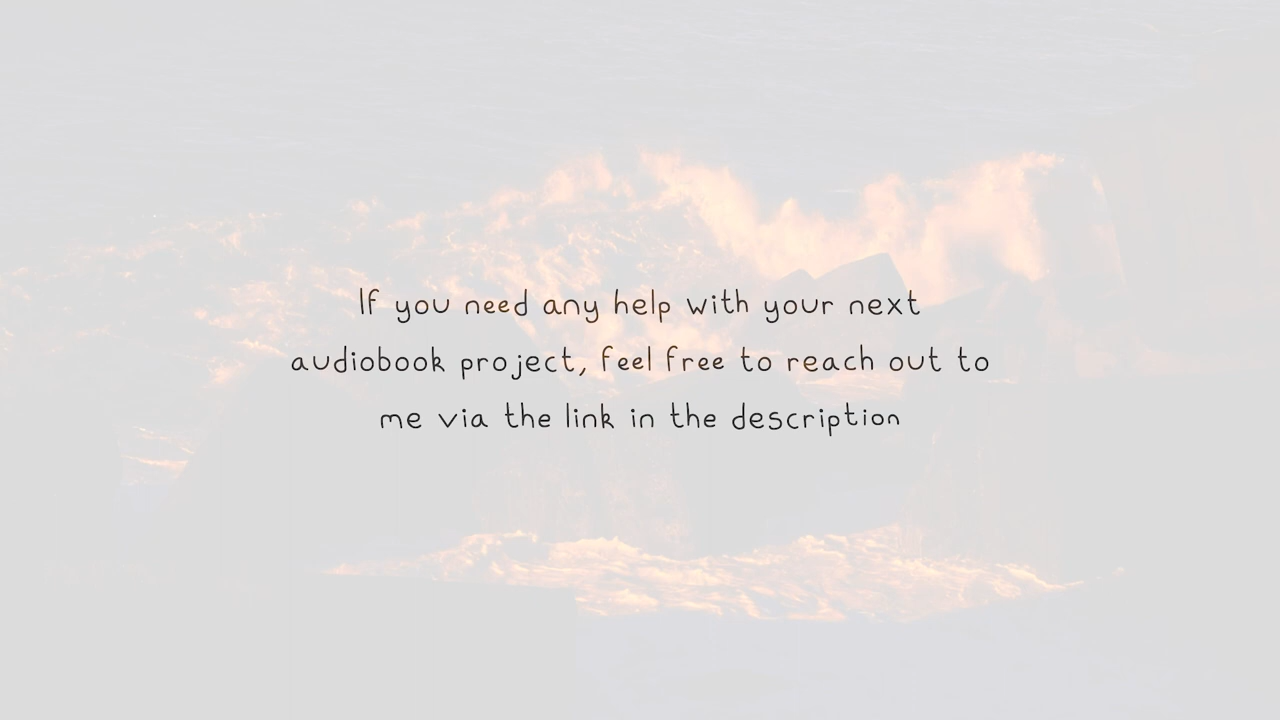 If you need any help with your next
audiobook project, feel free to reach out to
me via the link in the description